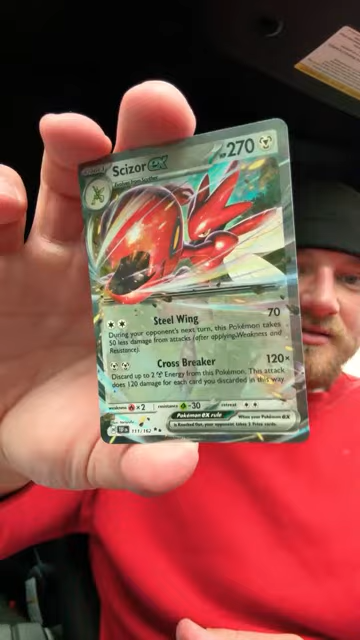 Scizor ex HP 270
Evolves from Scyther
Steel Wing 70
During your opponent's next turn, this Pokémon takes
50 less damage from attacks (after applying Weakness and
Resistance).
Cross Breaker 120×
Discard up to 2 Energy from this Pokémon. This attack
does 120 damage for each card you discarded in this way.
weakness ×2 resistance -30 retreat
Pokémon ex rule
When your Pokémon ex
is Knocked Out, your opponent takes 2 Prize cards.
111/162